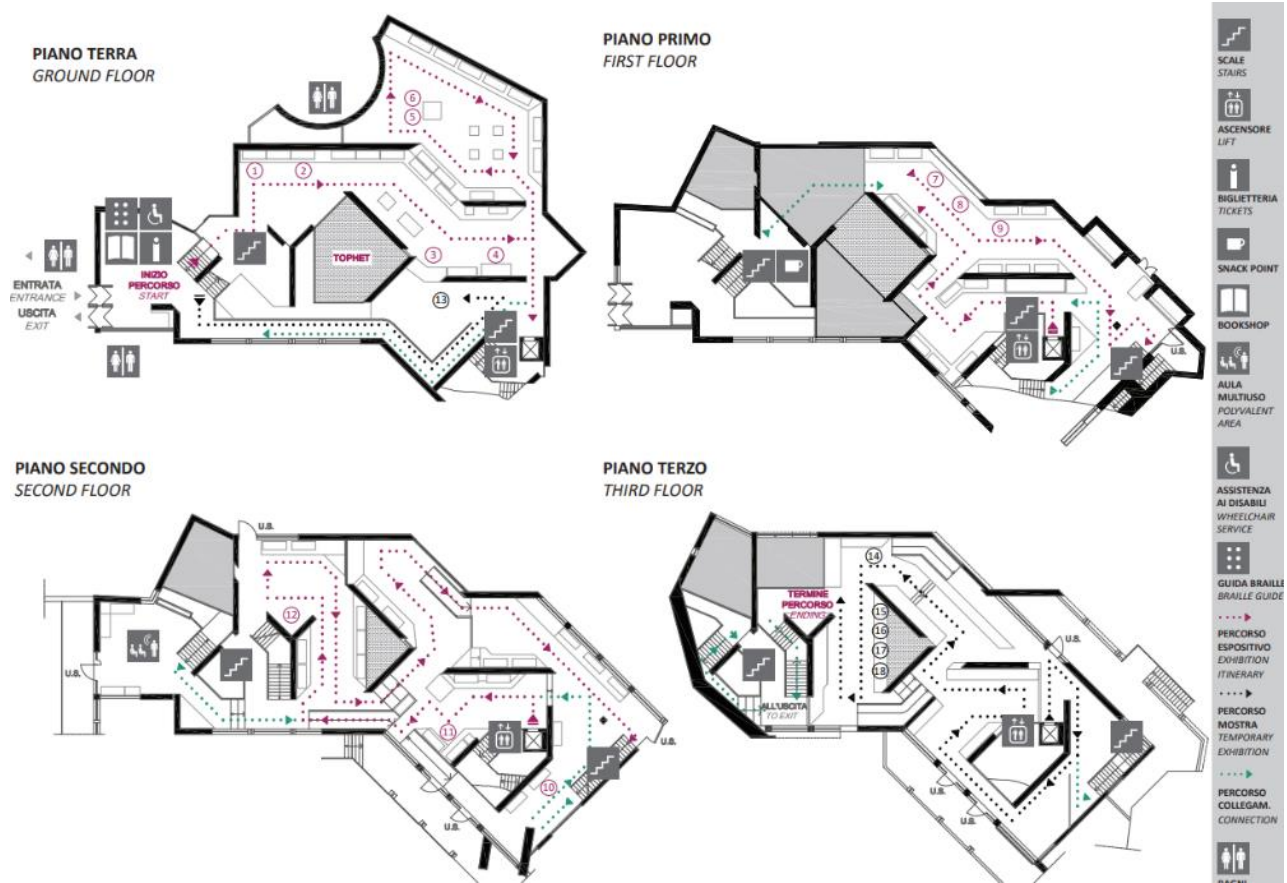 PIANO TERRA
GROUND FLOOR
6
5
1
2
TOPHET
3
4
13
INIZIO
PERCORSO
START
ENTRATA
ENTRANCE
USCITA
EXIT
PIANO PRIMO
FIRST FLOOR
7
8
9
U.S.
PIANO SECONDO
SECOND FLOOR
U.S.
12
U.S.
11
10
U.S.
U.S.
PIANO TERZO
THIRD FLOOR
14
TERMINE
PERCORSO
ENDING
15
16
17
18
ALL'USCITA
TO EXIT
U.S.
U.S.
U.S.
SCALE
STAIRS
ASCENSORE
LIFT
BIGLIETTERIA
TICKETS
SNACK POINT
BOOKSHOP
AULA
MULTIUSO
POLYVALENT
AREA
ASSISTENZA
AI DISABILI
WHEELCHAIR
SERVICE
GUIDA BRAILLE
BRAILLE GUIDE
PERCORSO
ESPOSITIVO
EXHIBITION
ITINERARY
PERCORSO
MOSTRA
TEMPORARY
EXHIBITION
PERCORSO
COLLEGAM.
CONNECTION
BAGNI